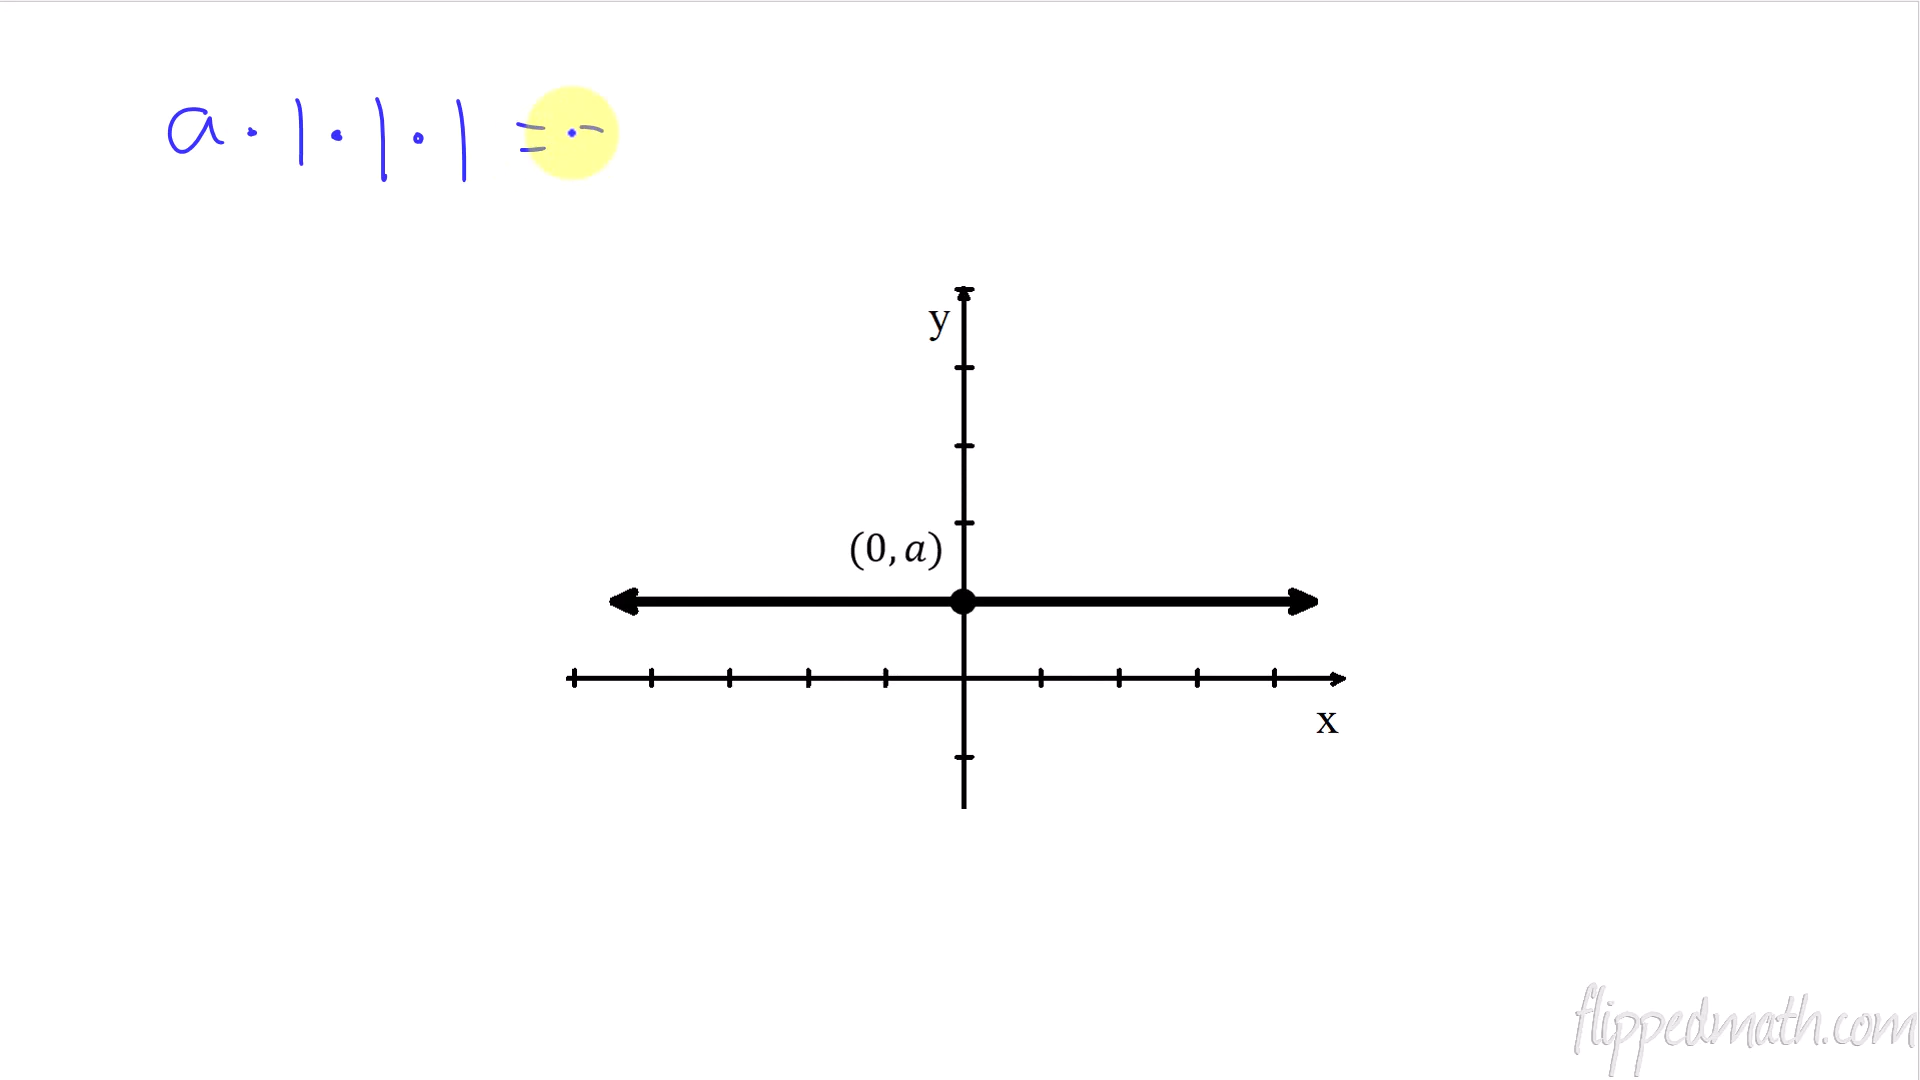 a · 1 · 1 · 1 =
y
(0, a)
x
flippedmath.com